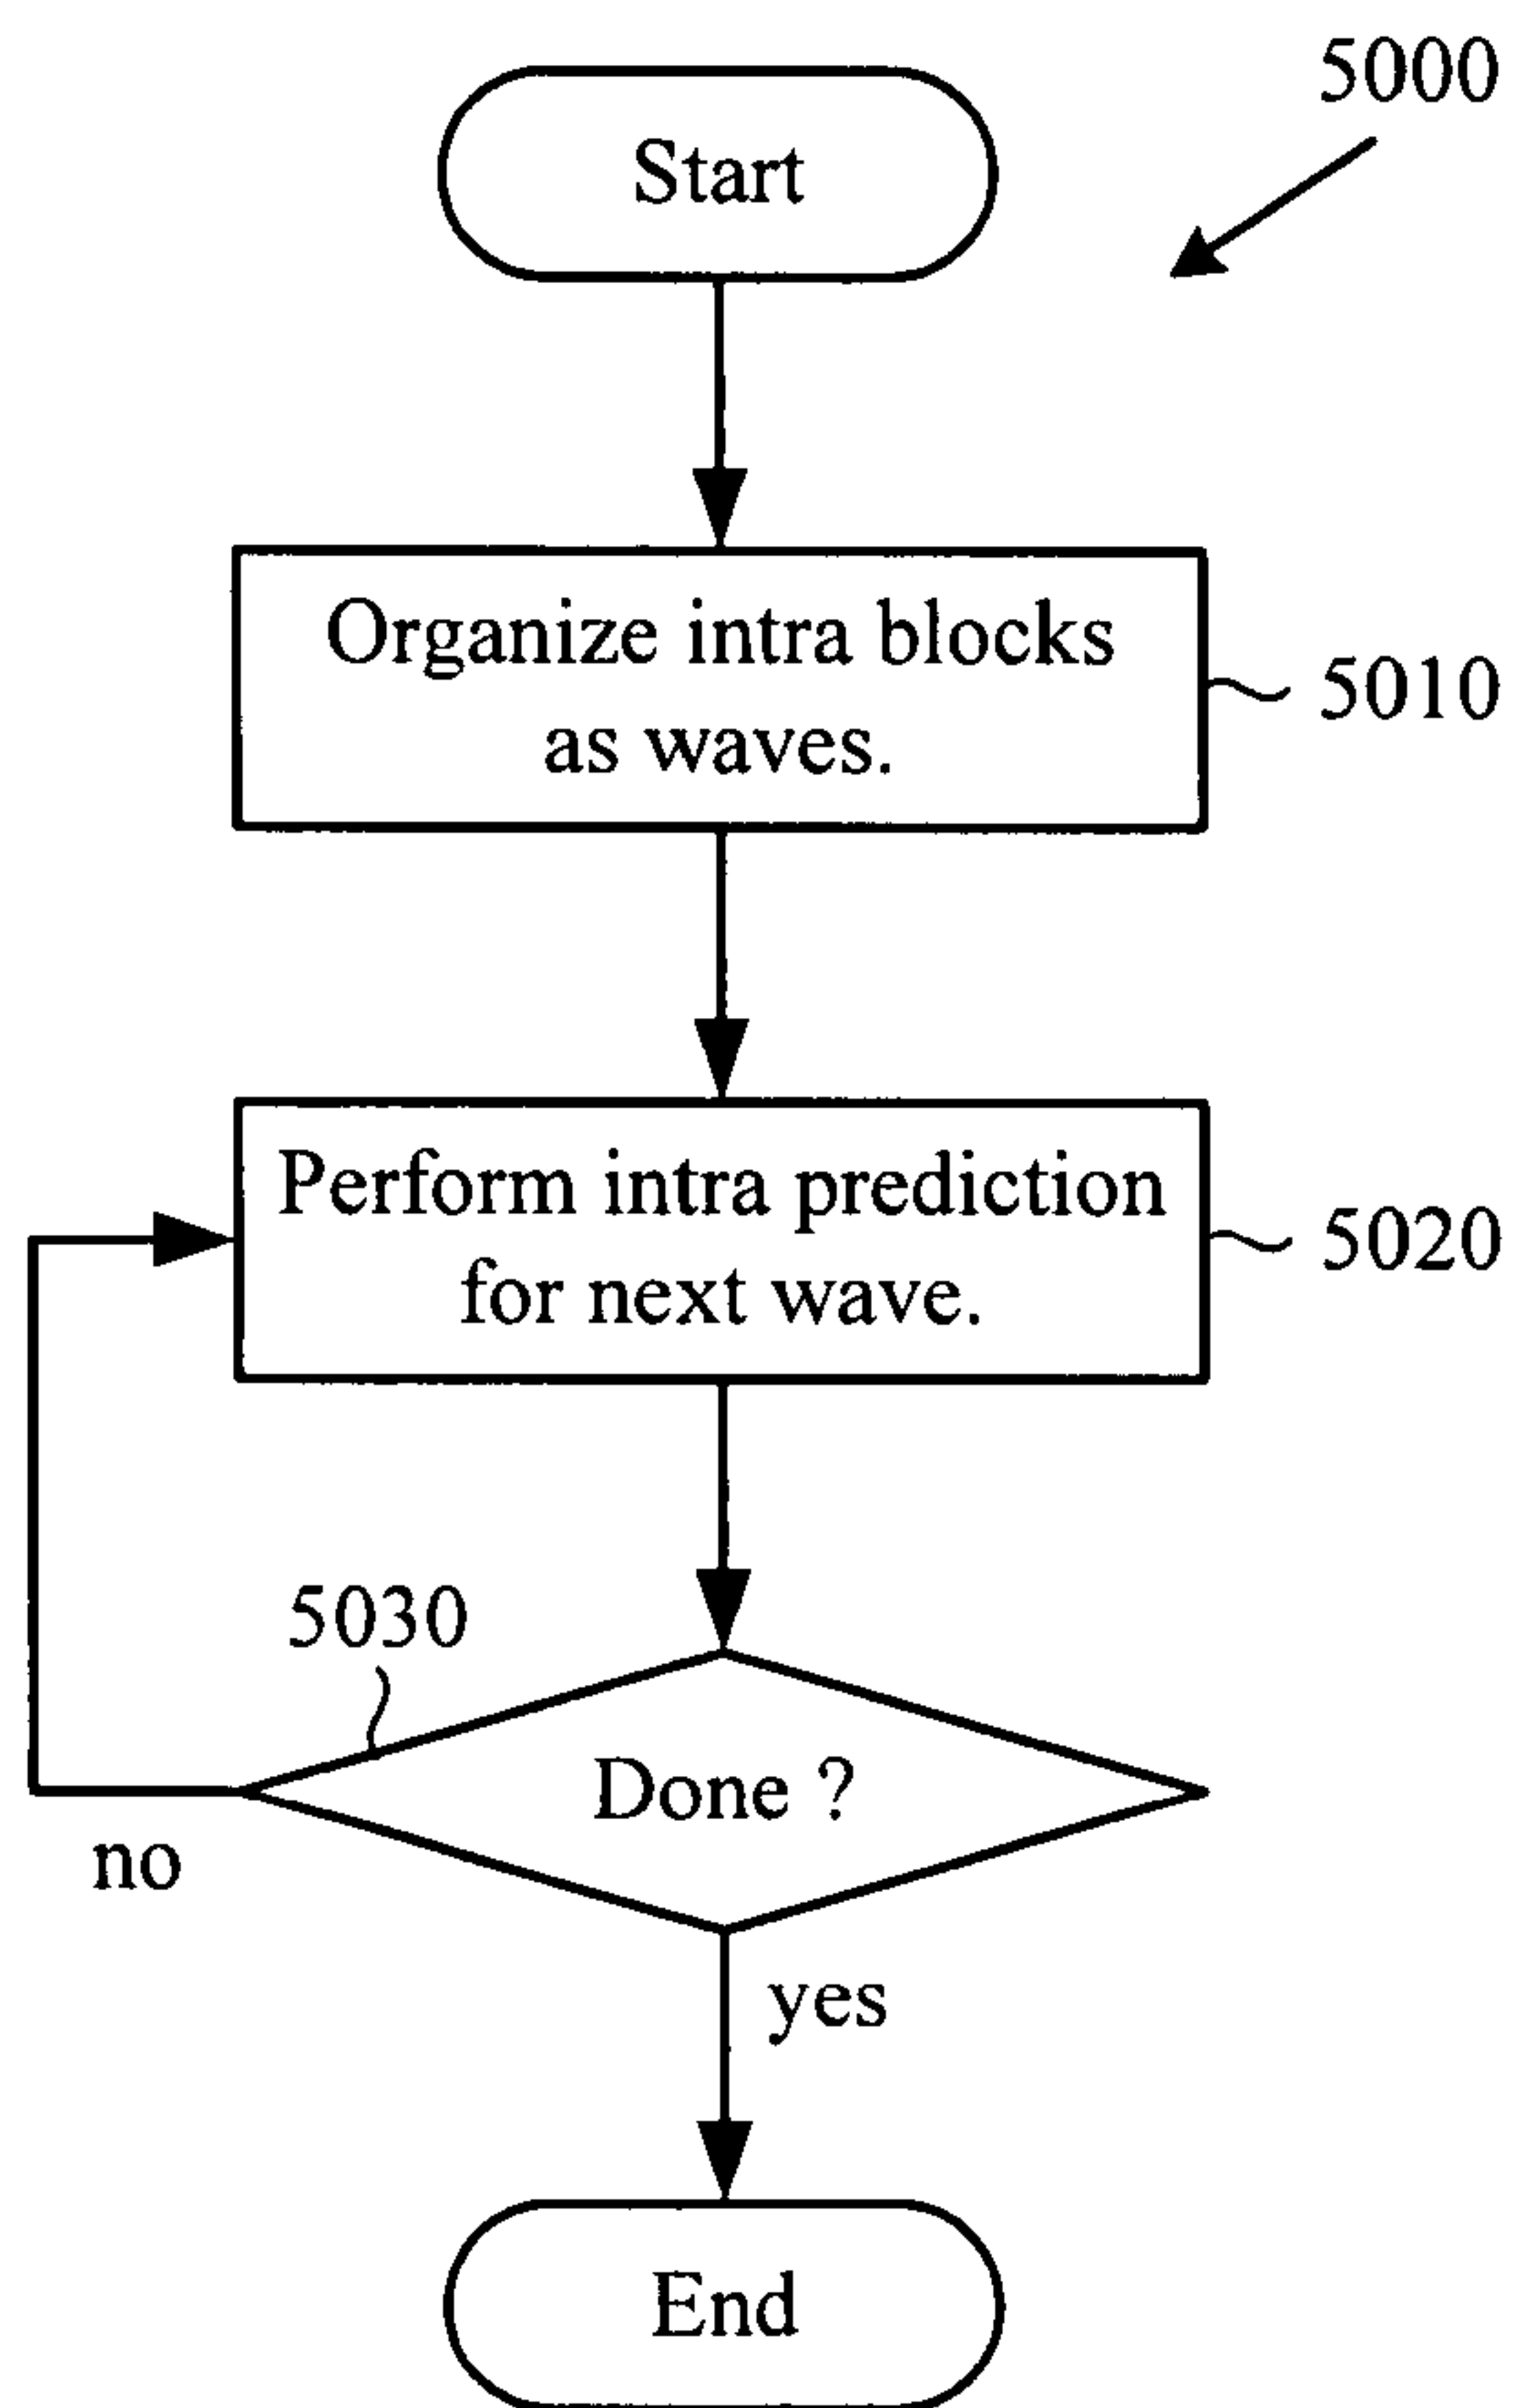 5000
Start
Organize intra blocks
as waves.
5010
Perform intra prediction
for next wave.
5020
5030
Done ?
no
yes
End